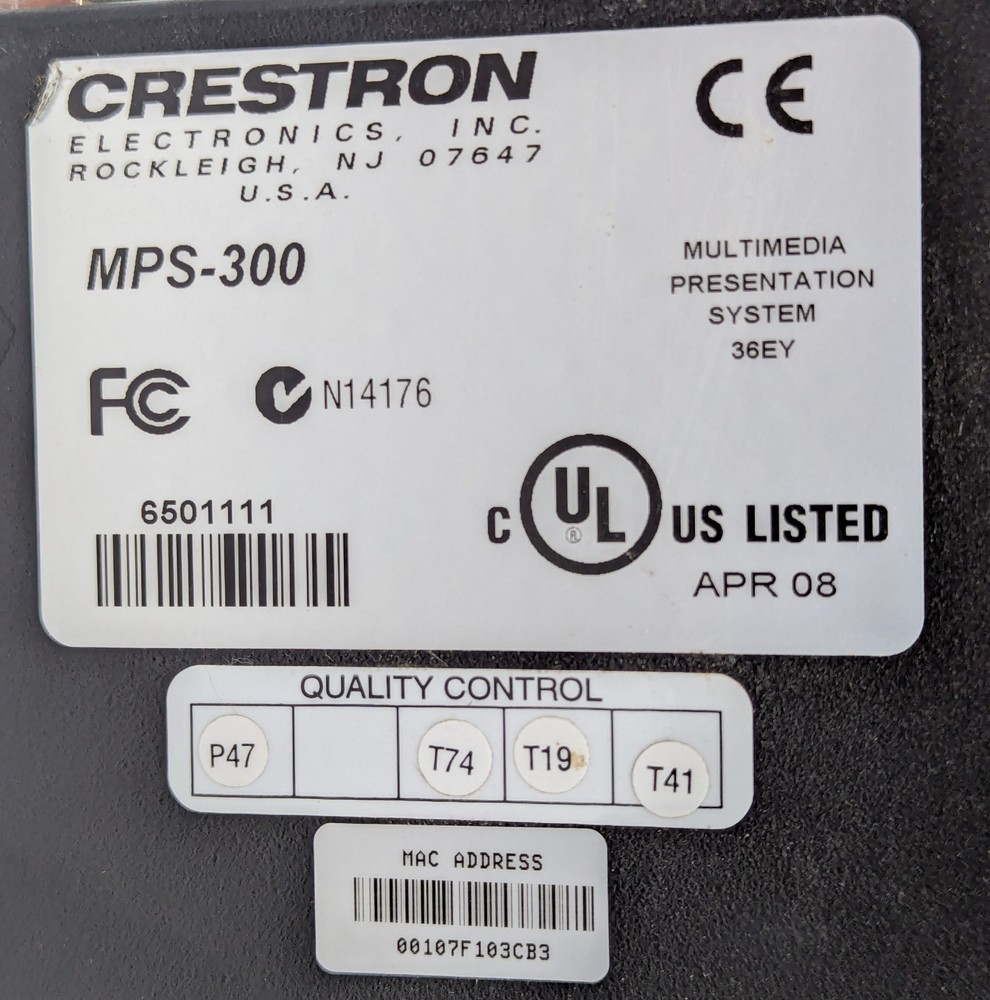 CRESTRON
ELECTRONICS, INC.
ROCKLEIGH, NJ 07647
U.S.A.
CE
MPS-300
MULTIMEDIA
PRESENTATION
SYSTEM
36EY
FC
N14176
6501111
C UL® US LISTED
APR 08
QUALITY CONTROL
P47 T74 T19 T41
MAC ADDRESS
00107F103CB3